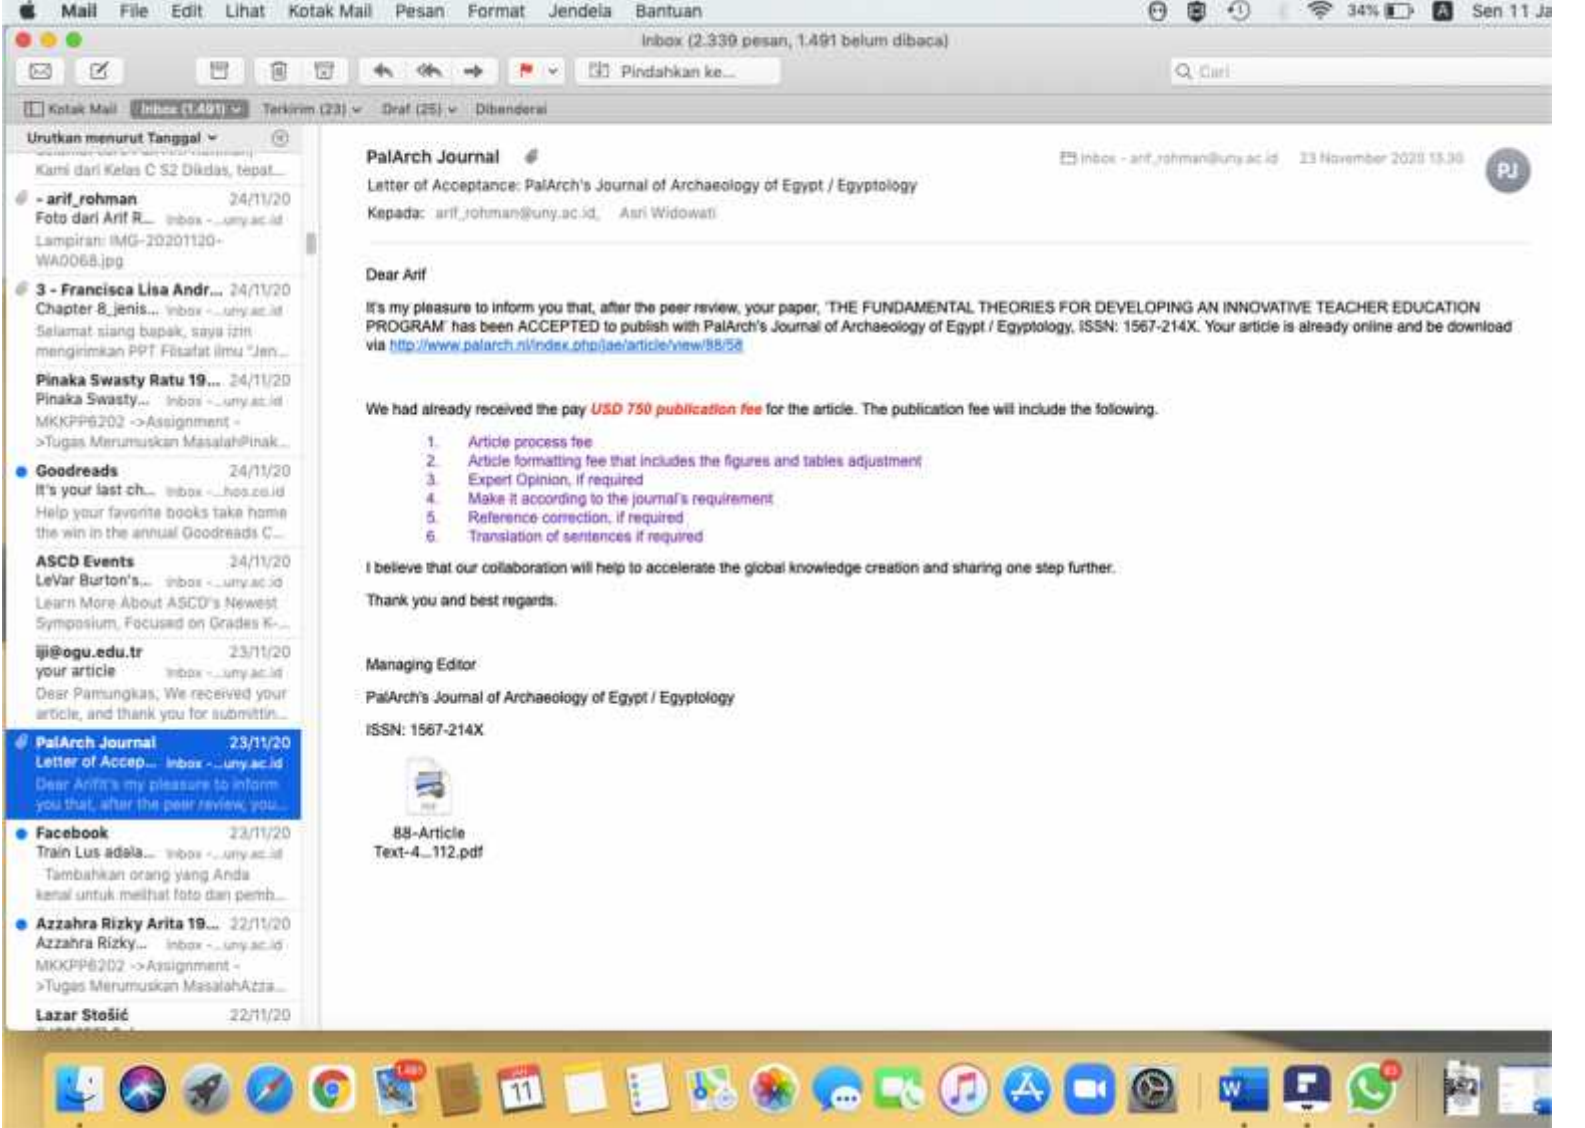 Mail File Edit Lihat Kotak Mail Pesan Format Jendela Bantuan 34% Sen 11 Ja
Inbox (2.339 pesan, 1.491 belum dibaca)
Pindahkan ke... Cari
Kotak Mail Inbox (1.491) Terkirim (23) Draf (25) Dibenderai
Urutkan menurut Tanggal
Kami dari Kelas C S2 Dikdas, tepat...
- arif_rohman 24/11/20
Foto dari Arif R... Inbox - ...uny.ac.id
Lampiran: IMG-20201120-
WA0068.jpg
3 - Francisca Lisa Andr... 24/11/20
Chapter 8_jenis... Inbox - ...uny.ac.id
Selamat siang bapak, saya izin
mengirimkan PPT Filsafat ilmu "Jen...
Pinaka Swasty Ratu 19... 24/11/20
Pinaka Swasty... Inbox - ...uny.ac.id
MKKPP6202 ->Assignment -
>Tugas Merumuskan MasalahPinak...
Goodreads 24/11/20
It's your last ch... Inbox - ...hoo.co.id
Help your favorite books take home
the win in the annual Goodreads C...
ASCD Events 24/11/20
LeVar Burton's... Inbox - ...uny.ac.id
Learn More About ASCD's Newest
Symposium, Focused on Grades K-...
iji@ogu.edu.tr 23/11/20
your article Inbox - ...uny.ac.id
Dear Pamungkas, We received your
article, and thank you for submittin...
PalArch Journal 23/11/20
Letter of Accep... Inbox - ...uny.ac.id
Dear ArifIt's my pleasure to inform
you that, after the peer review, you...
Facebook 23/11/20
Train Lus adala... Inbox - ...uny.ac.id
Tambahkan orang yang Anda
kenal untuk melihat foto dan pemb...
Azzahra Rizky Arita 19... 22/11/20
Azzahra Rizky... Inbox - ...uny.ac.id
MKKPP6202 ->Assignment -
>Tugas Merumuskan MasalahAzza...
Lazar Stošić 22/11/20
PalArch Journal Inbox - arif_rohman@uny.ac.id 23 November 2020 13.30 PJ
Letter of Acceptance: PalArch's Journal of Archaeology of Egypt / Egyptology
Kepada: arif_rohman@uny.ac.id, Asri Widowati
Dear Arif
It's my pleasure to inform you that, after the peer review, your paper, 'THE FUNDAMENTAL THEORIES FOR DEVELOPING AN INNOVATIVE TEACHER EDUCATION
PROGRAM' has been ACCEPTED to publish with PalArch's Journal of Archaeology of Egypt / Egyptology, ISSN: 1567-214X. Your article is already online and be download
via http://www.palarch.nl/index.php/jae/article/view/88/58
We had already received the pay USD 750 publication fee for the article. The publication fee will include the following.
1. Article process fee
2. Article formatting fee that includes the figures and tables adjustment
3. Expert Opinion, if required
4. Make it according to the journal's requirement
5. Reference correction, if required
6. Translation of sentences if required
I believe that our collaboration will help to accelerate the global knowledge creation and sharing one step further.
Thank you and best regards.
Managing Editor
PalArch's Journal of Archaeology of Egypt / Egyptology
ISSN: 1567-214X
PDF
88-Article
Text-4...112.pdf
1.491
JAN
11
W